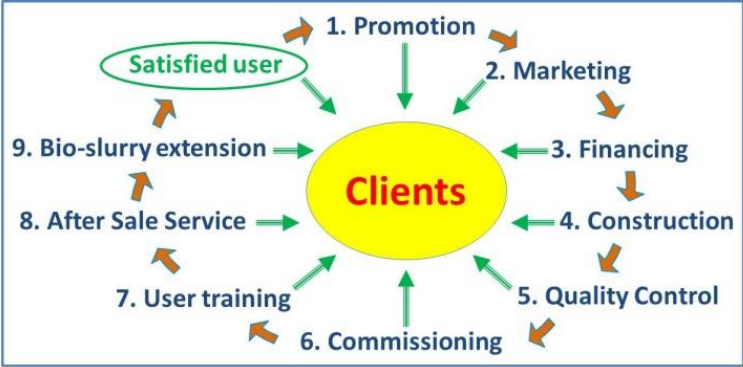 1. Promotion
2. Marketing
3. Financing
4. Construction
5. Quality Control
6. Commissioning
7. User training
8. After Sale Service
9. Bio-slurry extension
Satisfied user
Clients